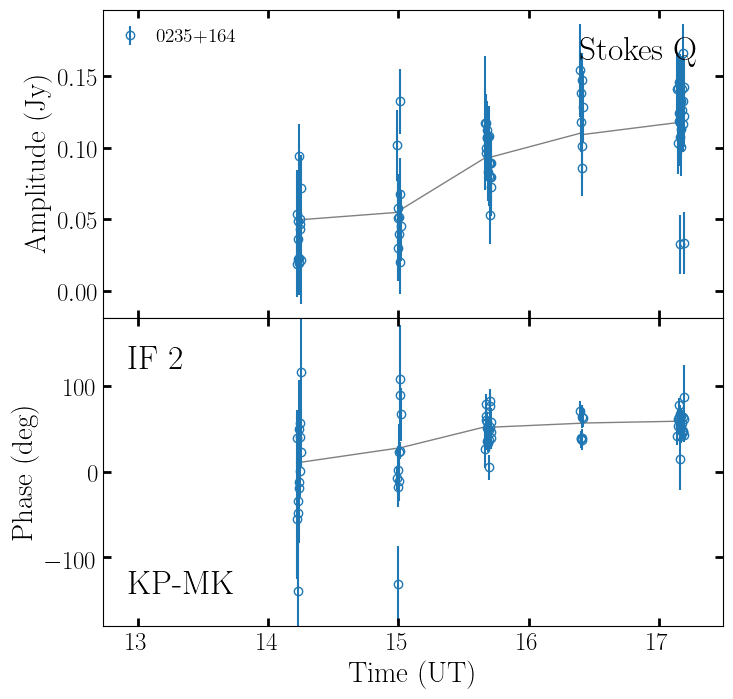 0235+164
Stokes Q
0.15
0.10
0.05
0.00
Amplitude (Jy)
IF 2
100
0
−100
Phase (deg)
KP-MK
13 14 15 16 17
Time (UT)